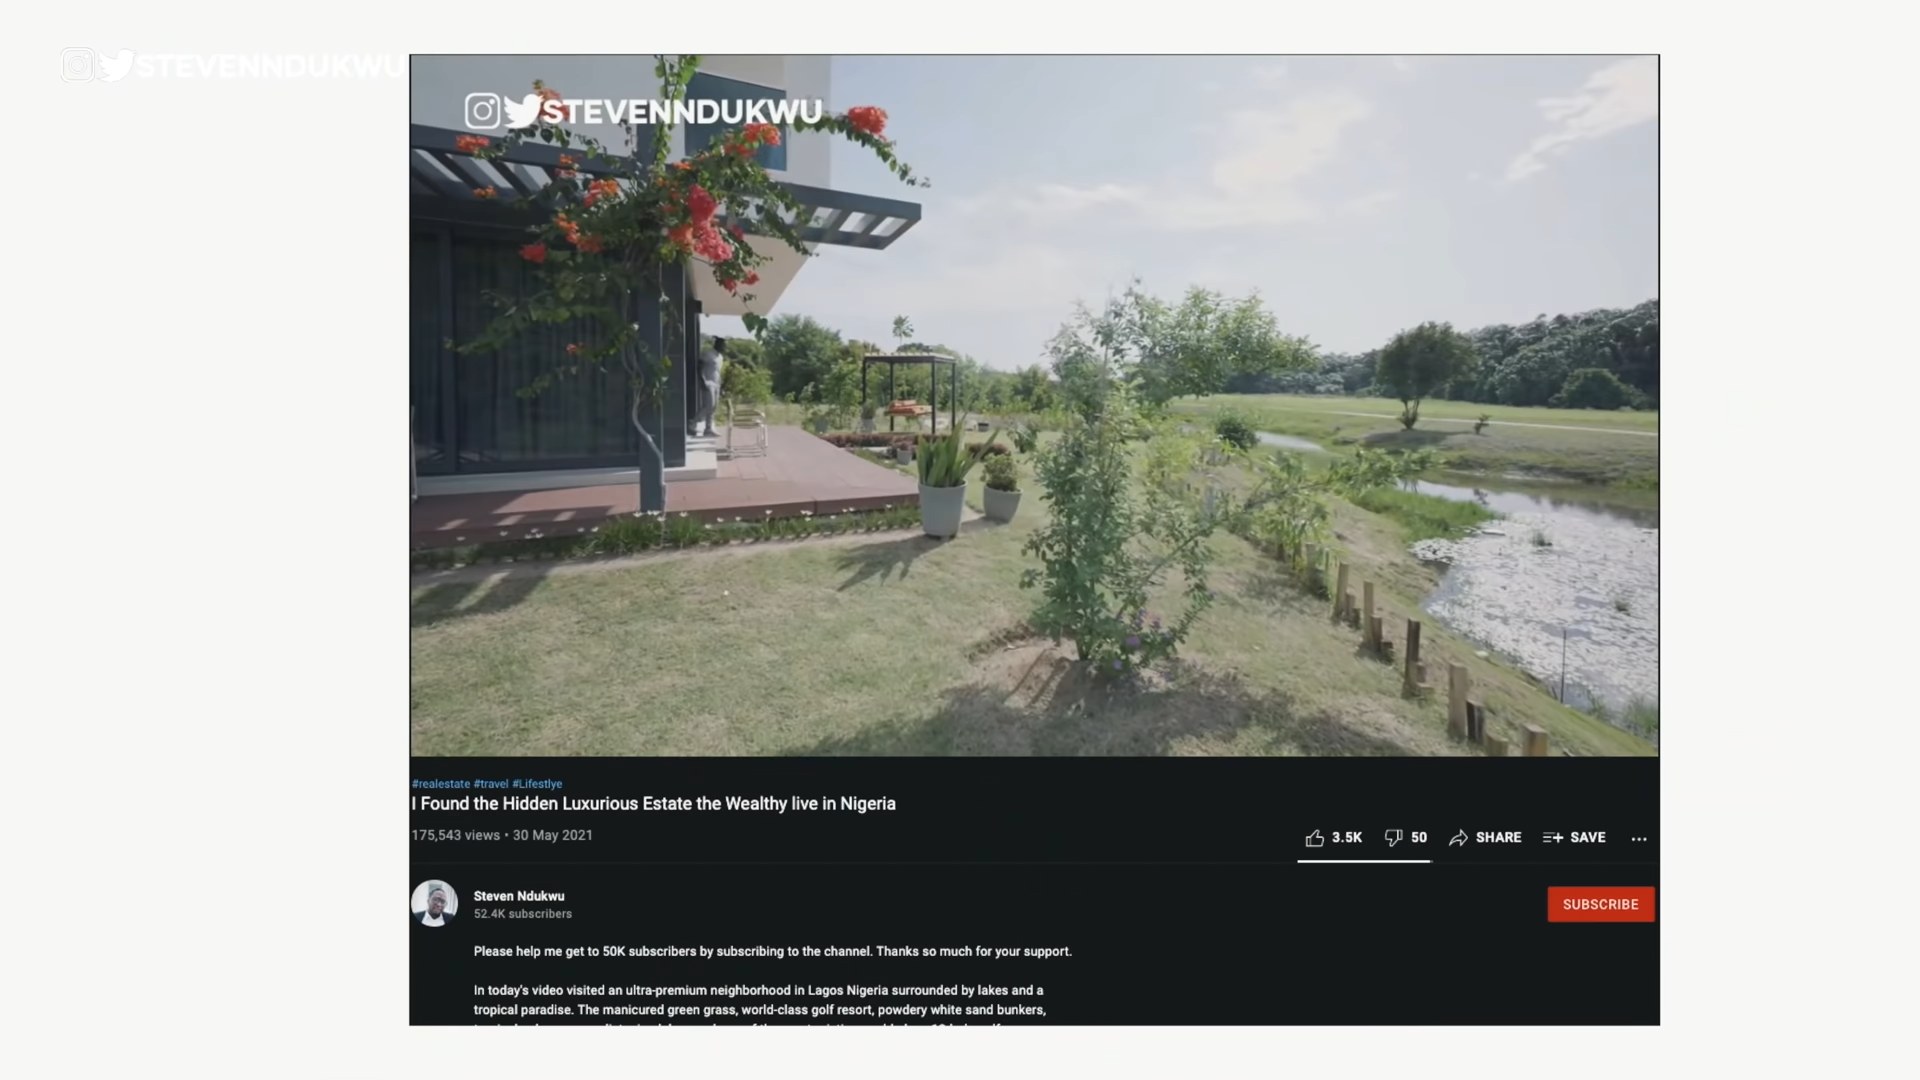 STEVENNDUKWU
STEVENNDUKWU
#realestate #travel #Lifestlye
I Found the Hidden Luxurious Estate the Wealthy live in Nigeria
175,543 views • 30 May 2021
3.5K
50
SHARE
SAVE
Steven Ndukwu
52.4K subscribers
SUBSCRIBE
Please help me get to 50K subscribers by subscribing to the channel. Thanks so much for your support.
In today's video visited an ultra-premium neighborhood in Lagos Nigeria surrounded by lakes and a
tropical paradise. The manicured green grass, world-class golf resort, powdery white sand bunkers,